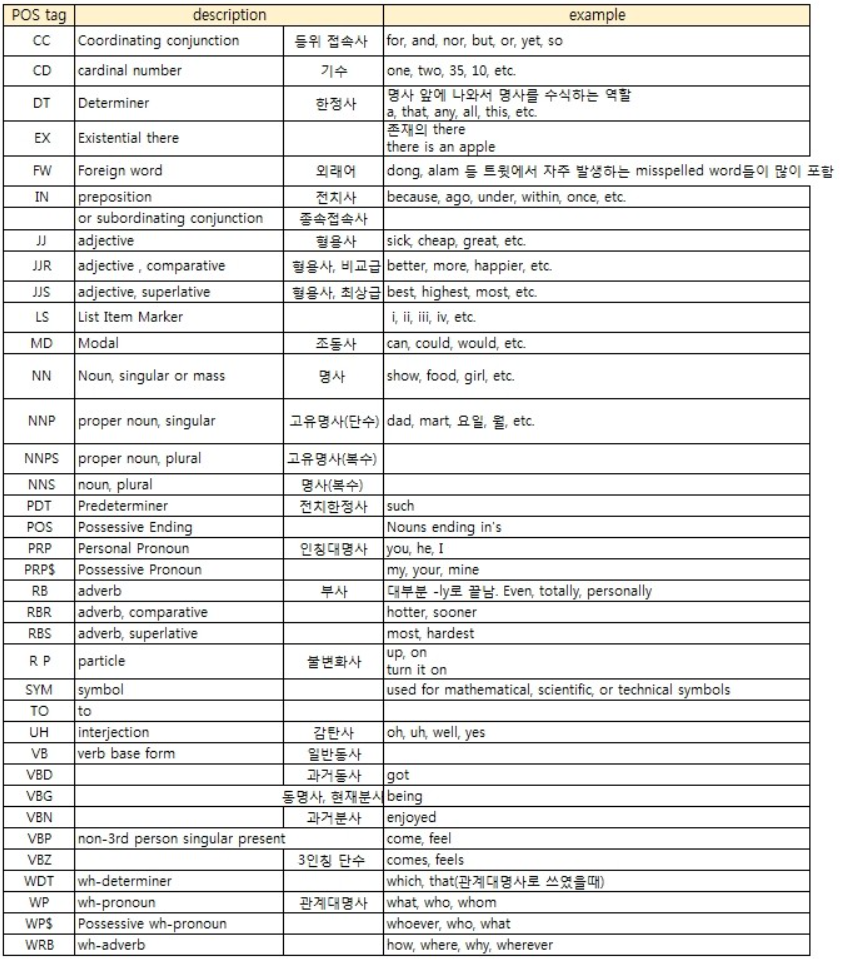 POS tag description example
CC Coordinating conjunction 등위 접속사 for, and, nor, but, or, yet, so
CD cardinal number 기수 one, two, 35, 10, etc.
DT Determiner 한정사 명사 앞에 나와서 명사를 수식하는 역할
a, that, any, all, this, etc.
EX Existential there 존재의 there
there is an apple
FW Foreign word 외래어 dong, alam 등 트윗에서 자주 발생하는 misspelled word들이 많이 포함
IN preposition 전치사 because, ago, under, within, once, etc.
or subordinating conjunction 종속접속사
JJ adjective 형용사 sick, cheap, great, etc.
JJR adjective , comparative 형용사, 비교급 better, more, happier, etc.
JJS adjective, superlative 형용사, 최상급 best, highest, most, etc.
LS List Item Marker i, ii, iii, iv, etc.
MD Modal 조동사 can, could, would, etc.
NN Noun, singular or mass 명사 show, food, girl, etc.
NNP proper noun, singular 고유명사(단수) dad, mart, 요일, 월, etc.
NNPS proper noun, plural 고유명사(복수)
NNS noun, plural 명사(복수)
PDT Predeterminer 전치한정사 such
POS Possessive Ending Nouns ending in's
PRP Personal Pronoun 인칭대명사 you, he, I
PRP$ Possessive Pronoun my, your, mine
RB adverb 부사 대부분 -ly로 끝남. Even, totally, personally
RBR adverb, comparative hotter, sooner
RBS adverb, superlative most, hardest
R P particle 불변화사 up, on
turn it on
SYM symbol used for mathematical, scientific, or technical symbols
TO to
UH interjection 감탄사 oh, uh, well, yes
VB verb base form 일반동사
VBD 과거동사 got
VBG 동명사, 현재분사 being
VBN 과거분사 enjoyed
VBP non-3rd person singular present come, feel
VBZ 3인칭 단수 comes, feels
WDT wh-determiner which, that(관계대명사로 쓰였을때)
WP wh-pronoun 관계대명사 what, who, whom
WP$ Possessive wh-pronoun whoever, who, what
WRB wh-adverb how, where, why, wherever